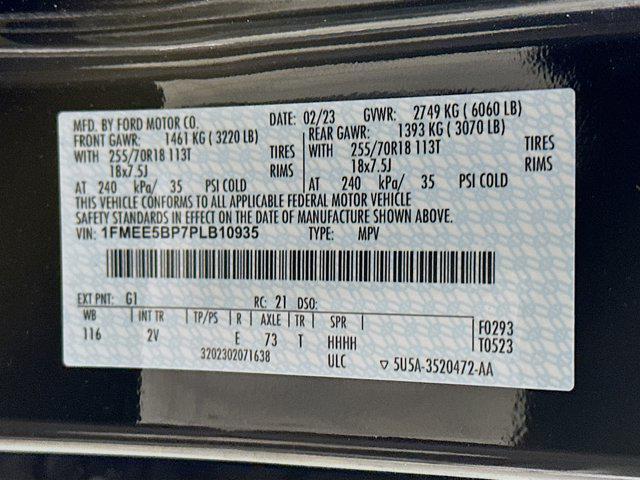 MFD. BY FORD MOTOR CO. DATE: 02/23 GVWR: 2749 KG ( 6060 LB)
FRONT GAWR: 1461 KG ( 3220 LB) REAR GAWR: 1393 KG ( 3070 LB)
WITH 255/70R18 113T TIRES WITH 255/70R18 113T TIRES
18x7.5J RIMS 18x7.5J RIMS
AT 240 kPa/ 35 PSI COLD AT 240 kPa/ 35 PSI COLD
THIS VEHICLE CONFORMS TO ALL APPLICABLE FEDERAL MOTOR VEHICLE
SAFETY STANDARDS IN EFFECT ON THE DATE OF MANUFACTURE SHOWN ABOVE.
VIN: 1FMEE5BP7PLB10935 TYPE: MPV
EXT PNT: G1 RC: 21 DSO:
WB INT TR TP/PS R AXLE TR SPR F0293
116 2V E 73 T HHHH T0523
3202302071638 ULC ▽ 5U5A-3520472-AA